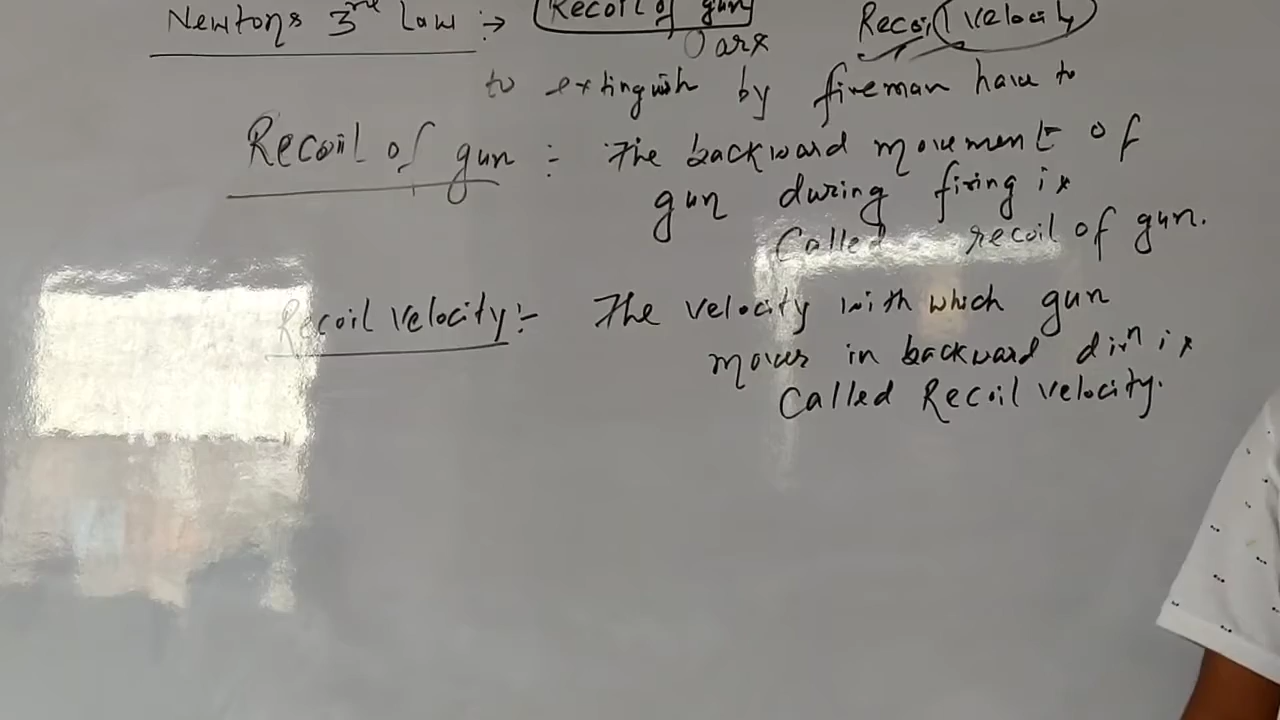 Newtons 3rd Law :→ Recoil of gun Recoil velocity
Oarx
to extinguish by fireman have to
Recoil of gun :- The backward movement of
gun during firing is
Called recoil of gun.
Recoil velocity :- The velocity with which gun
moves in backward dirn is
Called Recoil velocity.